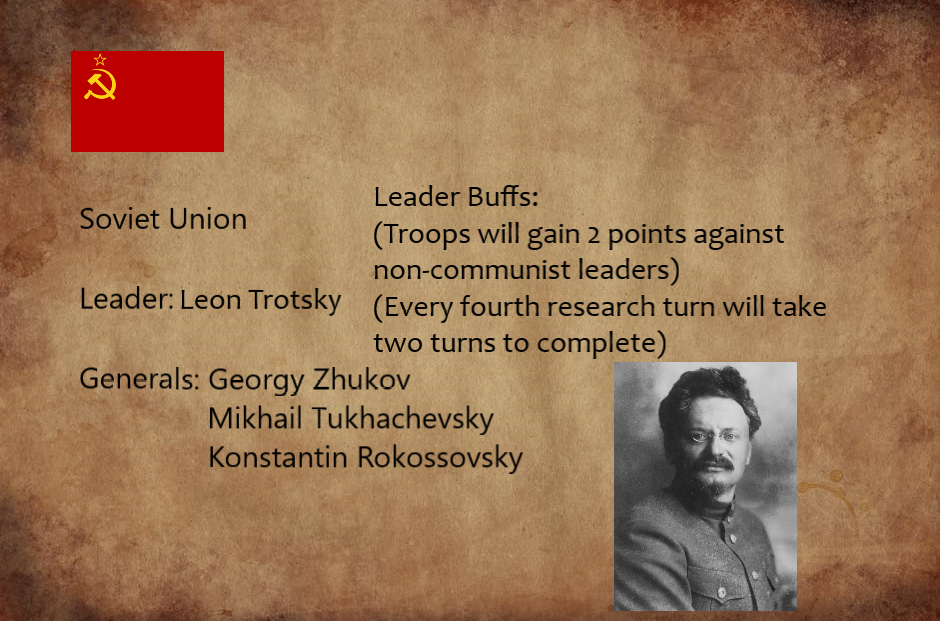 Soviet Union
Leader: Leon Trotsky
Generals: Georgy Zhukov
Mikhail Tukhachevsky
Konstantin Rokossovsky
Leader Buffs:
(Troops will gain 2 points against
non-communist leaders)
(Every fourth research turn will take
two turns to complete)